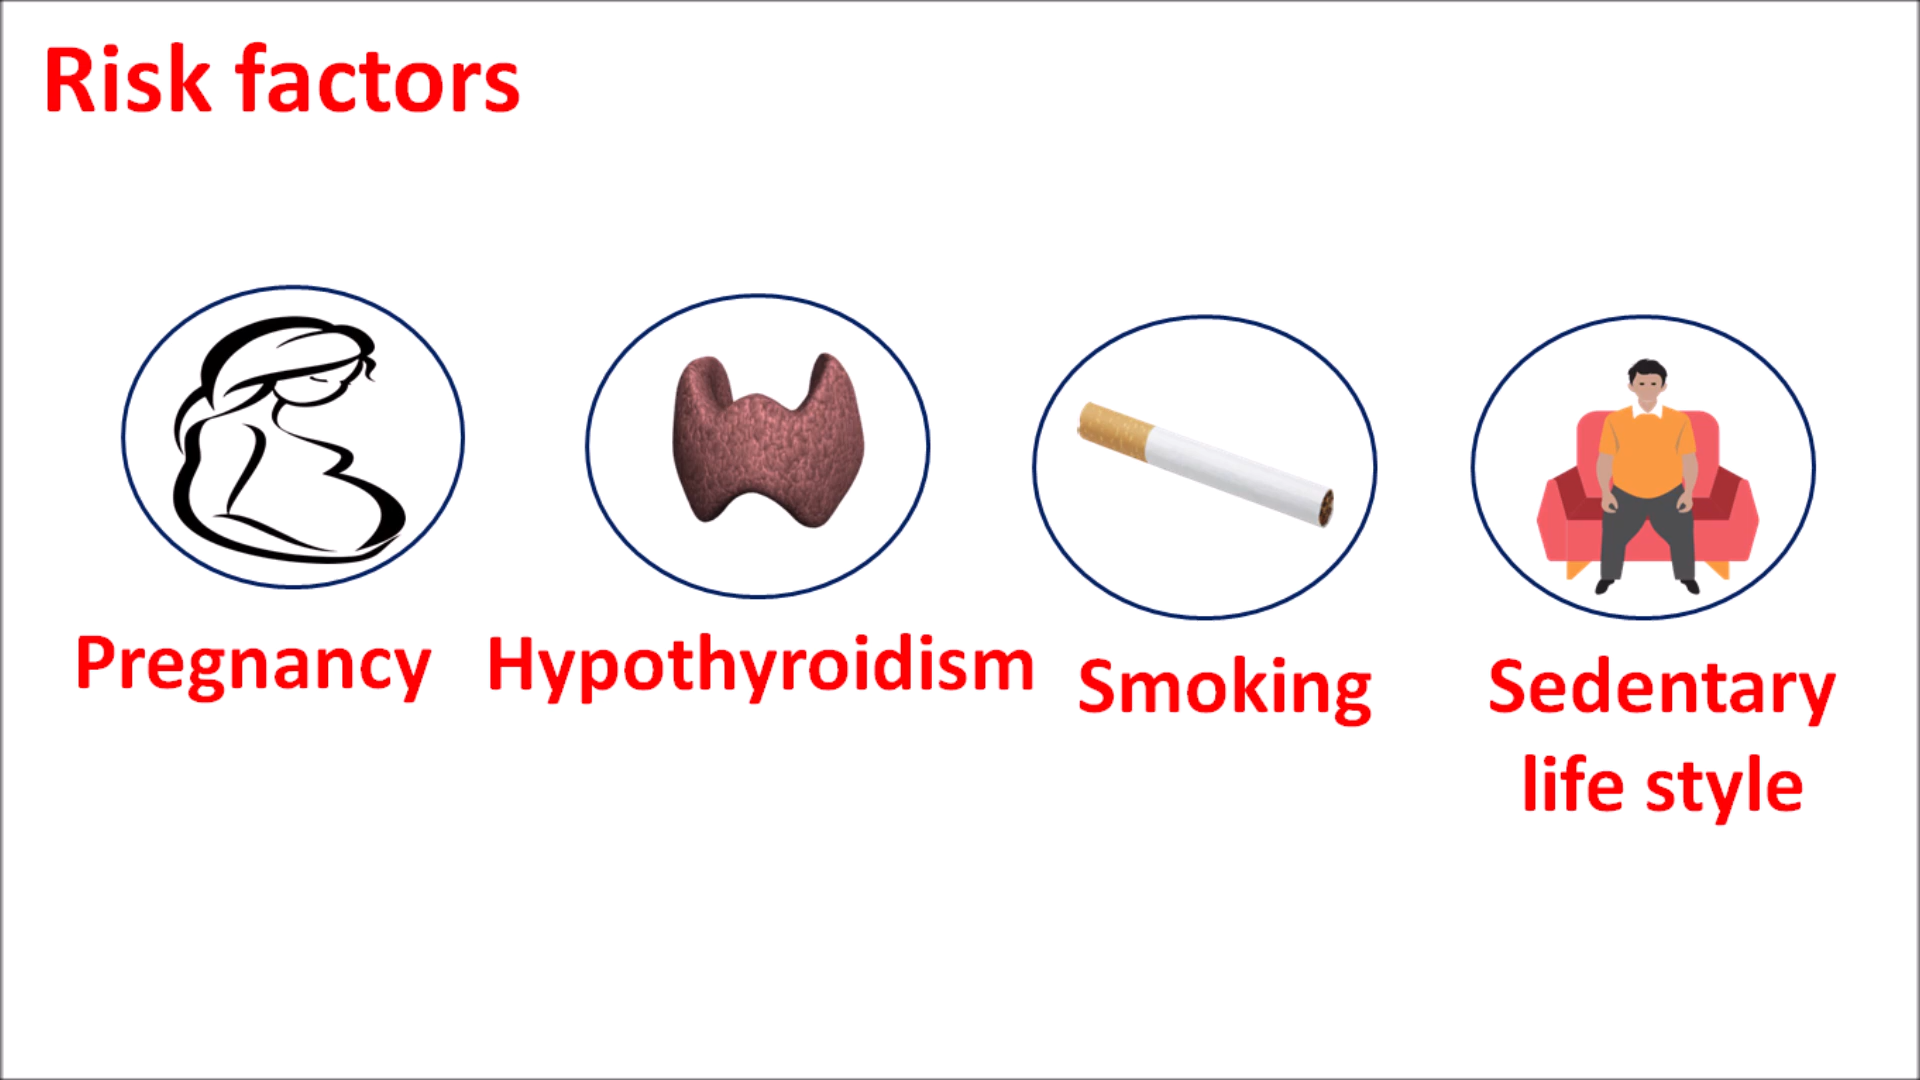 Risk factors
Pregnancy
Hypothyroidism
Smoking
Sedentary
life style